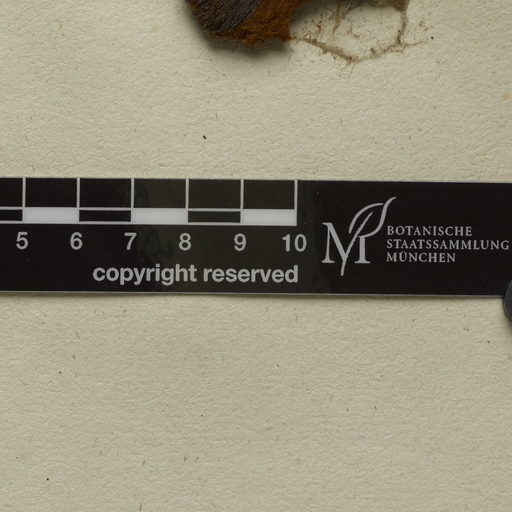 5 6 7 8 9 10
copyright reserved
M
BOTANISCHE
STAATSSAMMLUNG
MÜNCHEN